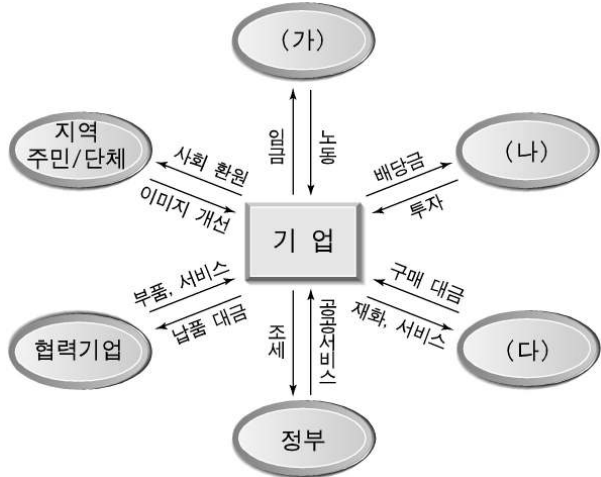 (가)
임금
노동
지역
주민/단체
사회 환원
이미지 개선
배당금
투자
(나)
기 업
부품, 서비스
납품 대금
구매 대금
재화, 서비스
협력기업
조세
공공서비스
(다)
정부